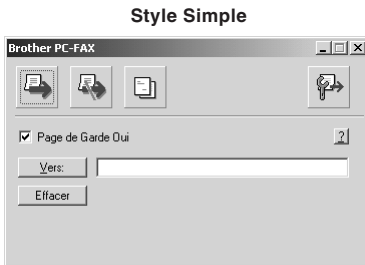 Style Simple
Brother PC-FAX
Page de Garde Oui
?
Vers:
Effacer